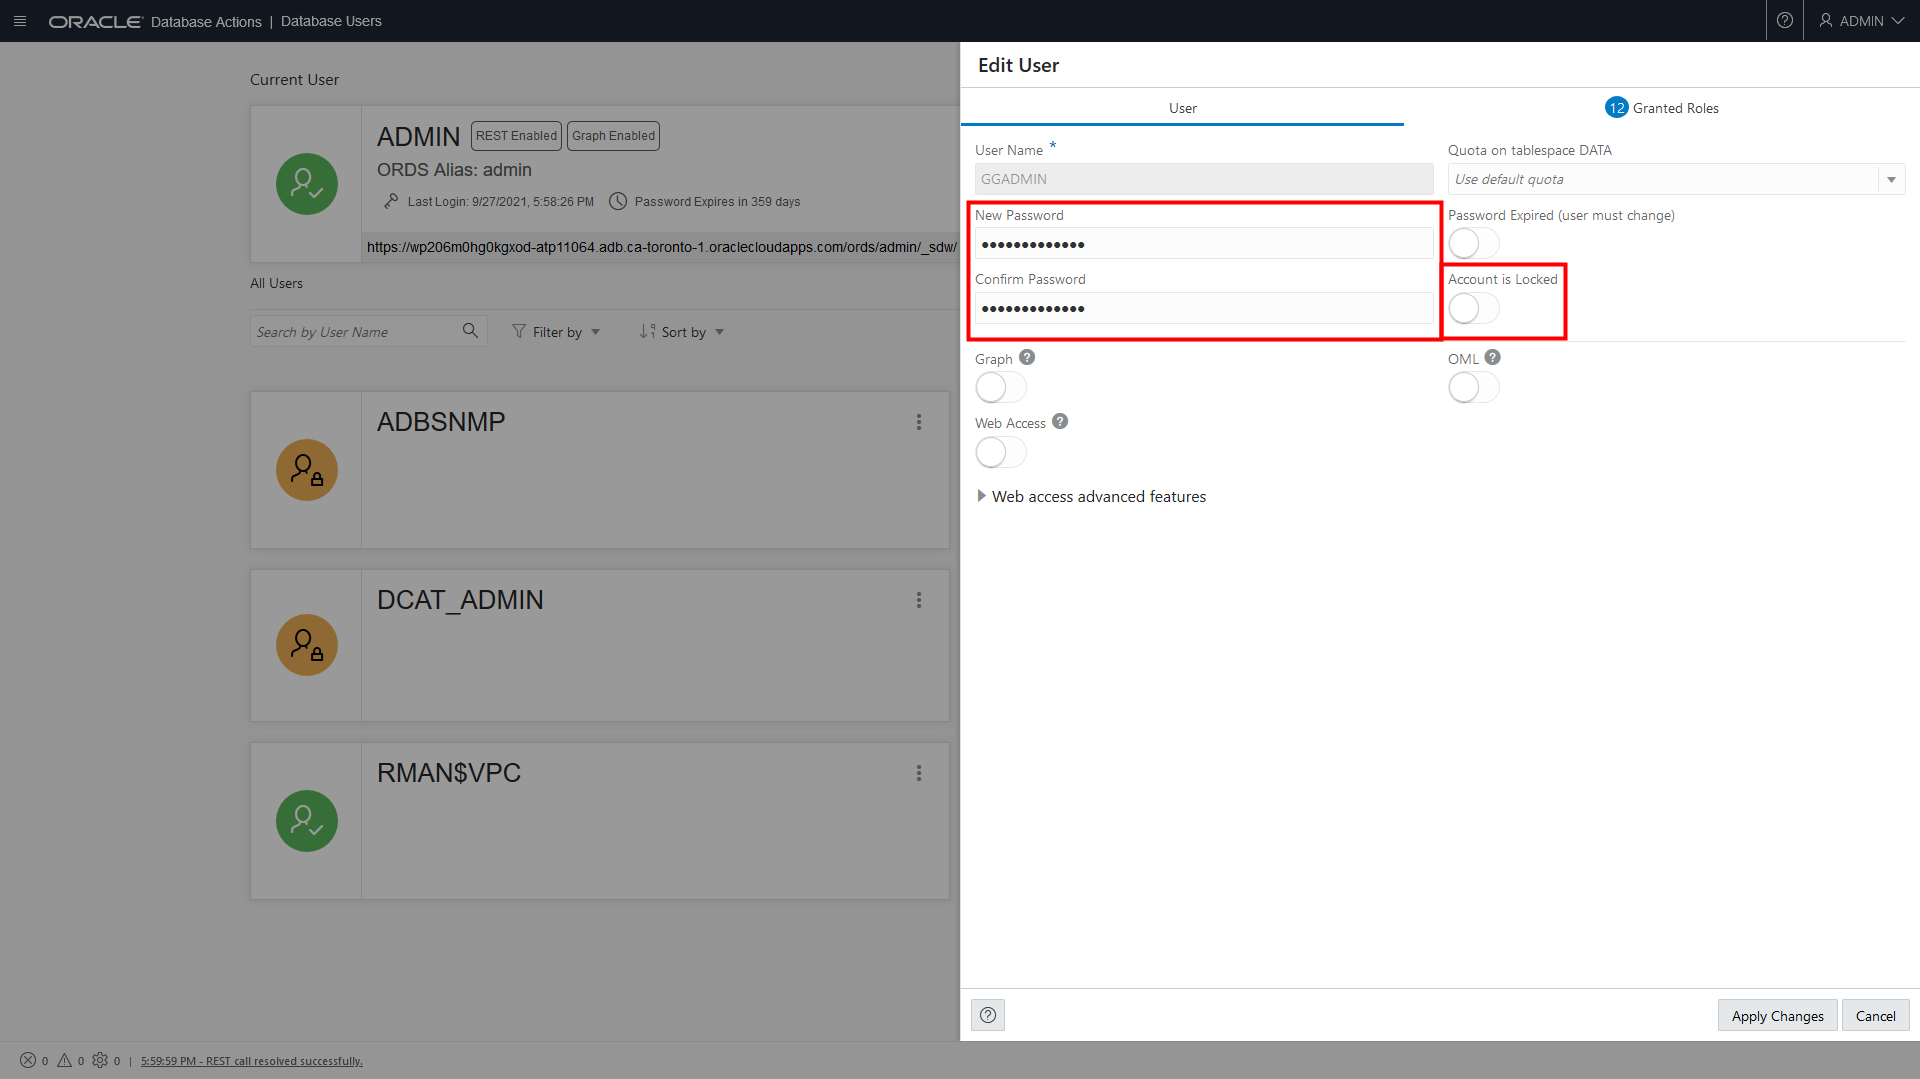 ORACLE Database Actions | Database Users
ADMIN
Current User
ADMIN REST Enabled Graph Enabled
ORDS Alias: admin
Last Login: 9/27/2021, 5:58:26 PM Password Expires in 359 days
https://wp206m0hg0kgxod-atp11064.adb.ca-toronto-1.oraclecloudapps.com/ords/admin/_sdw/
All Users
Search by User Name Filter by Sort by
ADBSNMP
DCAT_ADMIN
RMAN$VPC
Edit User
User
12 Granted Roles
User Name *
GGADMIN
Quota on tablespace DATA
Use default quota
New Password
•••••••••••••
Password Expired (user must change)
Confirm Password
•••••••••••••
Account is Locked
Graph ?
OML ?
Web Access ?
Web access advanced features
? Apply Changes Cancel
0 0 0 | 5:59:59 PM - REST call resolved successfully.